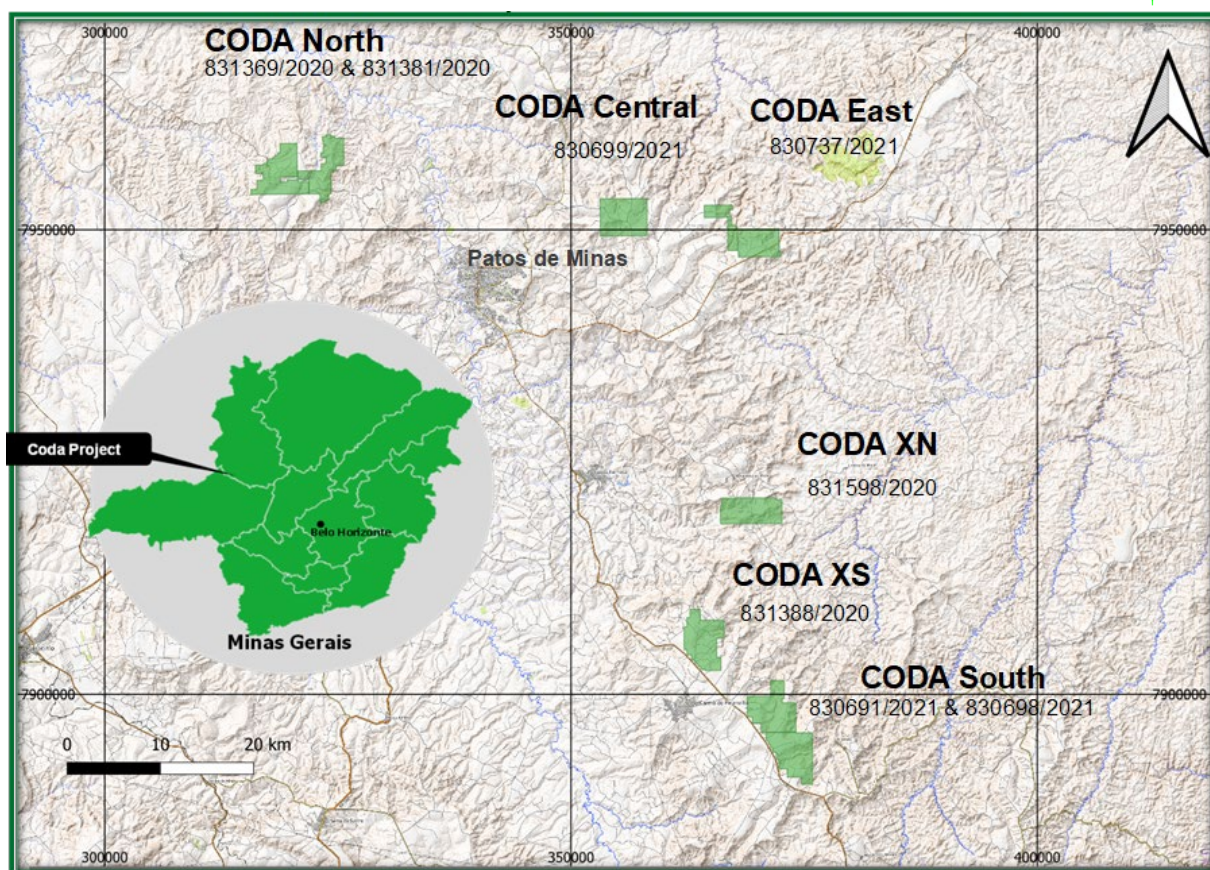 300000
350000
400000
CODA North
831369/2020 & 831381/2020
CODA Central
830699/2021
CODA East
830737/2021
7950000
7950000
Patos de Minas
Coda Project
Belo Horizonte
Minas Gerais
CODA XN
831598/2020
CODA XS
831388/2020
CODA South
830691/2021 & 830698/2021
7900000
7900000
0
10
20 km
300000
350000
400000